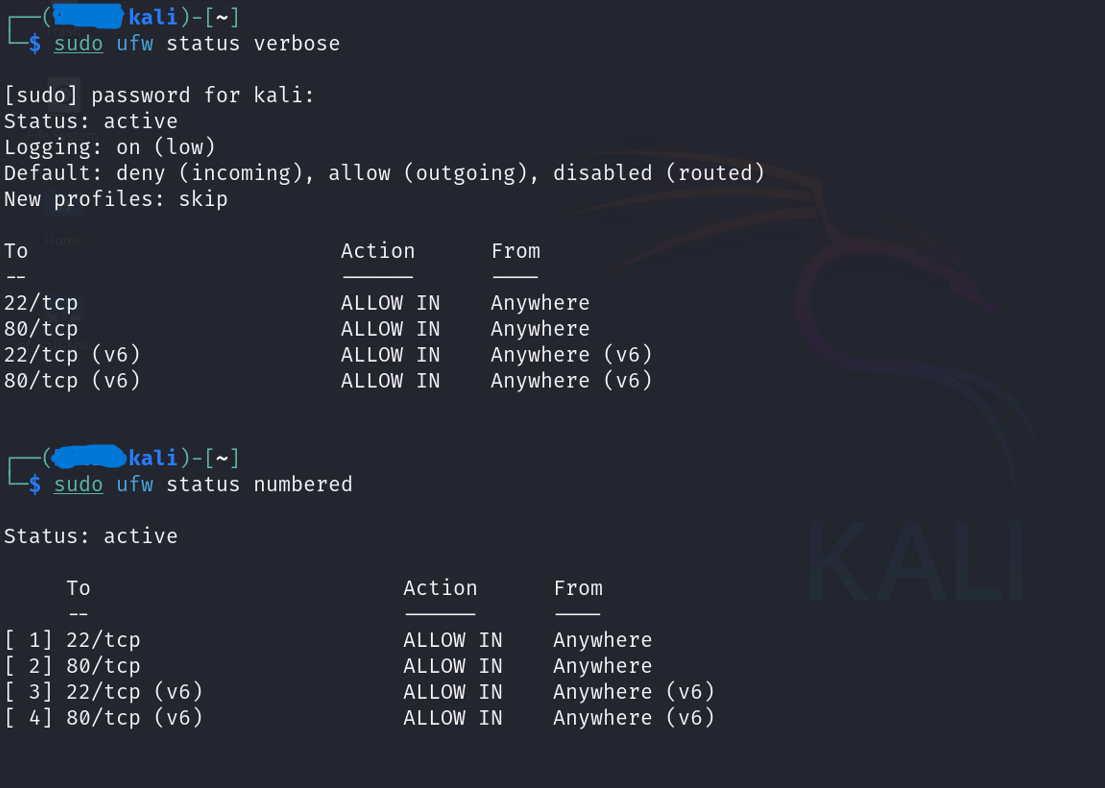 ┌──( kali)-[~]
└─$ sudo ufw status verbose
[sudo] password for kali:
Status: active
Logging: on (low)
Default: deny (incoming), allow (outgoing), disabled (routed)
New profiles: skip
Home
To Action From
-- ------ ----
22/tcp ALLOW IN Anywhere
80/tcp ALLOW IN Anywhere
22/tcp (v6) ALLOW IN Anywhere (v6)
80/tcp (v6) ALLOW IN Anywhere (v6)
┌──( kali)-[~]
└─$ sudo ufw status numbered
Status: active
To Action From
-- ------ ----
[ 1] 22/tcp ALLOW IN Anywhere
[ 2] 80/tcp ALLOW IN Anywhere
[ 3] 22/tcp (v6) ALLOW IN Anywhere (v6)
[ 4] 80/tcp (v6) ALLOW IN Anywhere (v6)
KALI